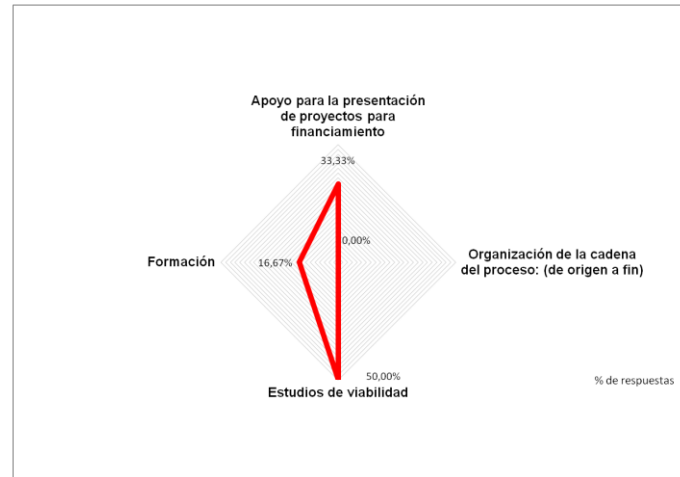 Apoyo para la presentación
de proyectos para
financiamiento
33,33%
0,00%
Organización de la cadena
del proceso: (de origen a fin)
Formación
16,67%
50,00%
Estudios de viabilidad
% de respuestas